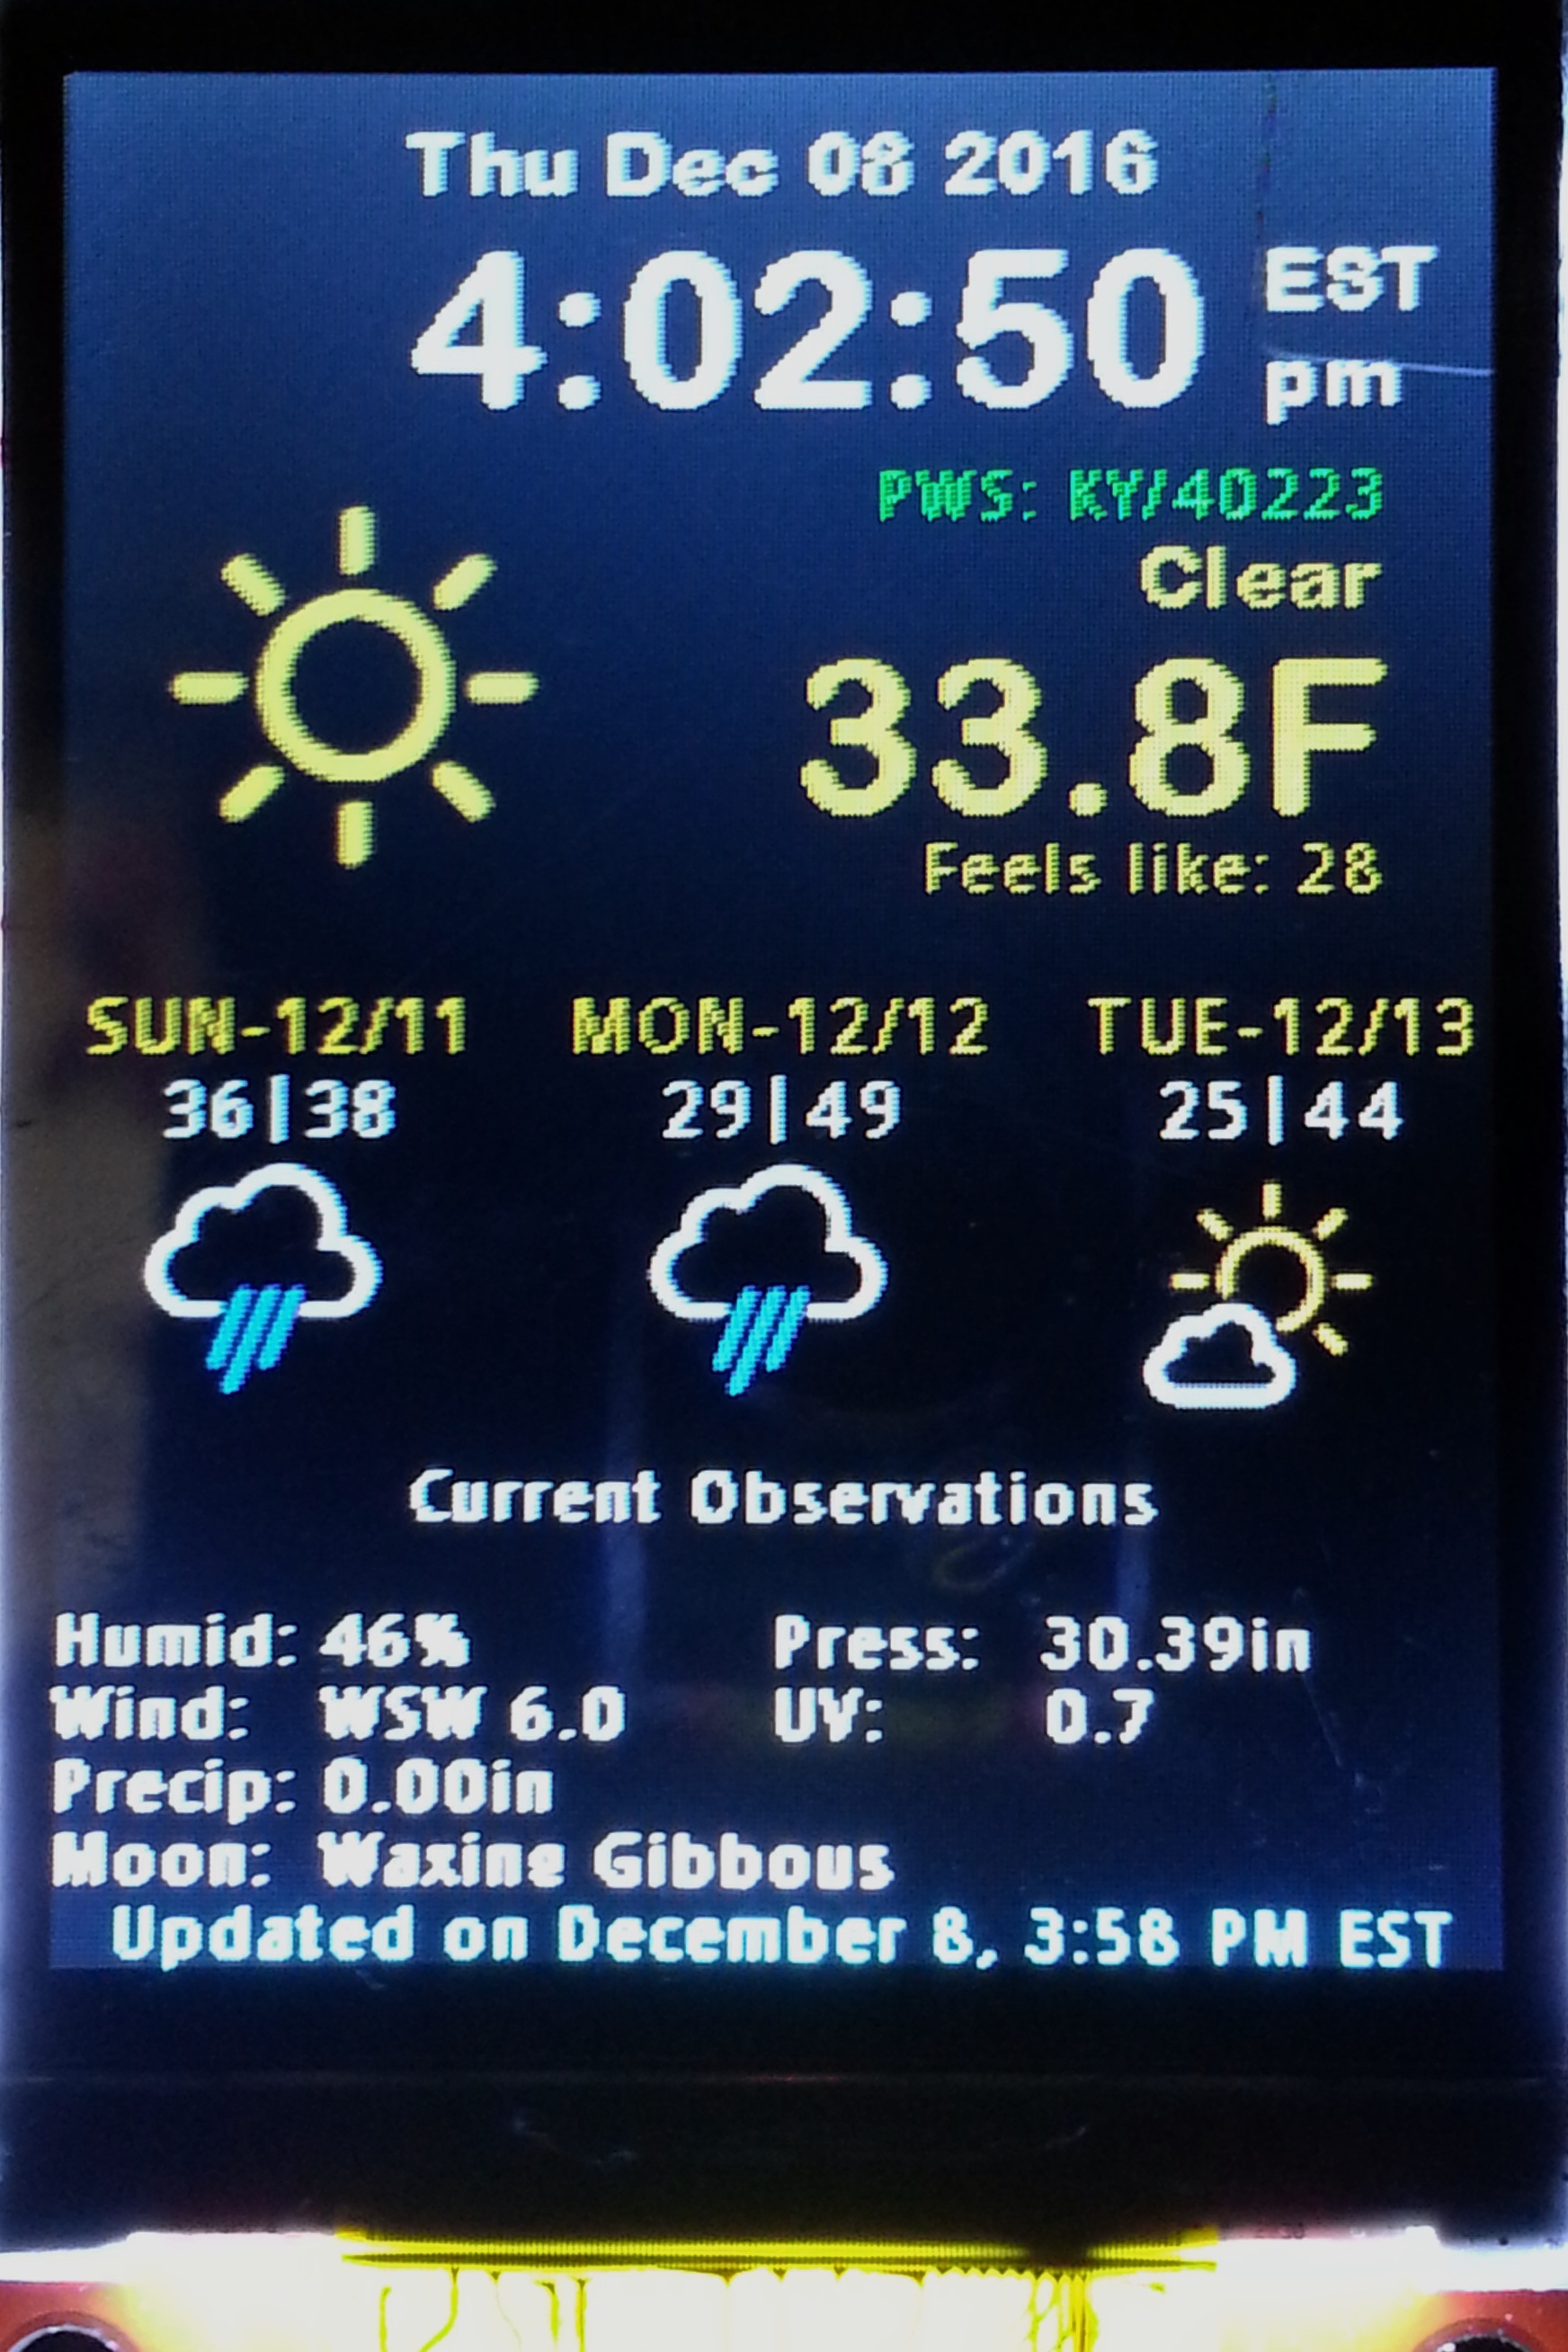 Thu Dec 08 2016
4:02:50 EST
pm
PWS: KY/40223
Clear
33.8F
Feels like: 28
SUN-12/11 MON-12/12 TUE-12/13
36|38 29|49 25|44
Current Observations
Humid: 46% Press: 30.39in
Wind: WSW 6.0 UV: 0.7
Precip: 0.00in
Moon: Waxing Gibbous
Updated on December 8, 3:58 PM EST